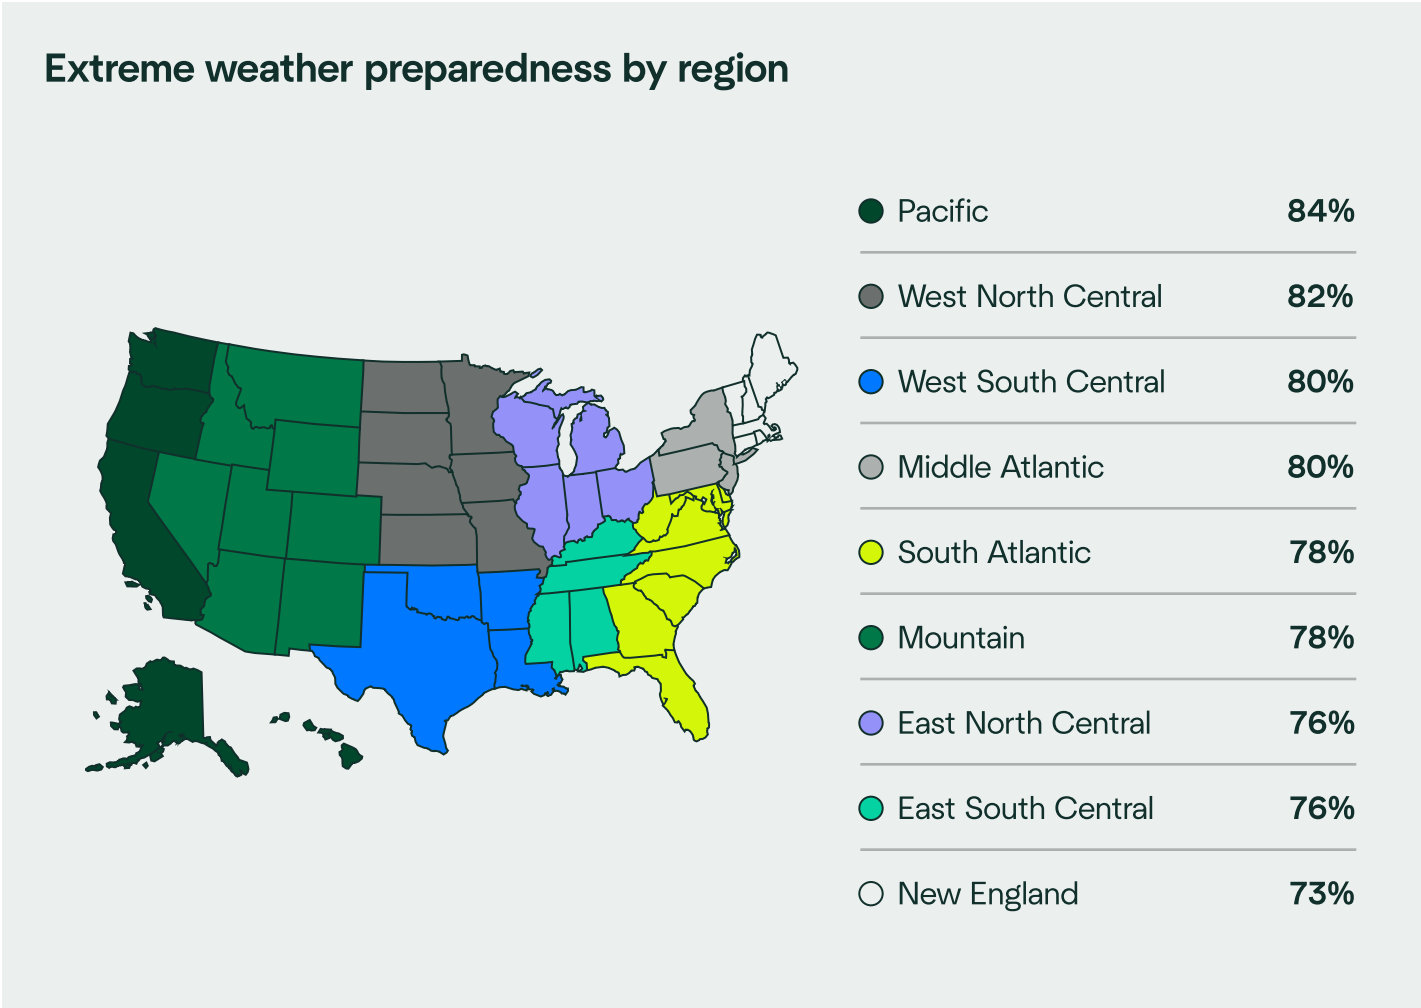 Extreme weather preparedness by region
Pacific 84%
West North Central 82%
West South Central 80%
Middle Atlantic 80%
South Atlantic 78%
Mountain 78%
East North Central 76%
East South Central 76%
New England 73%